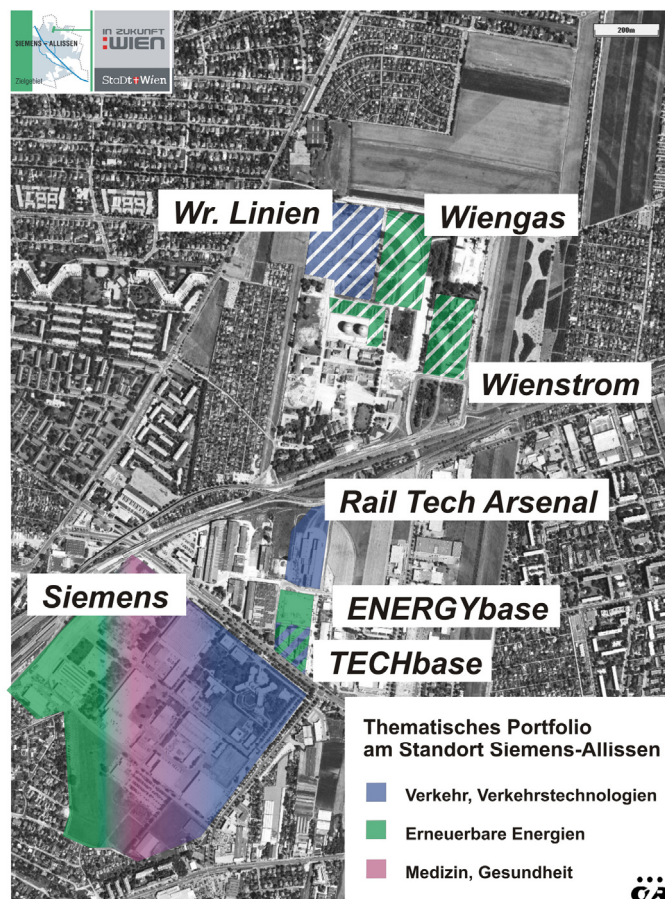 SIEMENS – ALLISSEN
Zielgebiet
IN ZUKUNFT
:WIEN
StaDt Wien
200m
Wr. Linien
Wiengas
Wienstrom
Rail Tech Arsenal
Siemens
ENERGYbase
TECHbase
Thematisches Portfolio
am Standort Siemens-Allissen
Verkehr, Verkehrstechnologien
Erneuerbare Energien
Medizin, Gesundheit